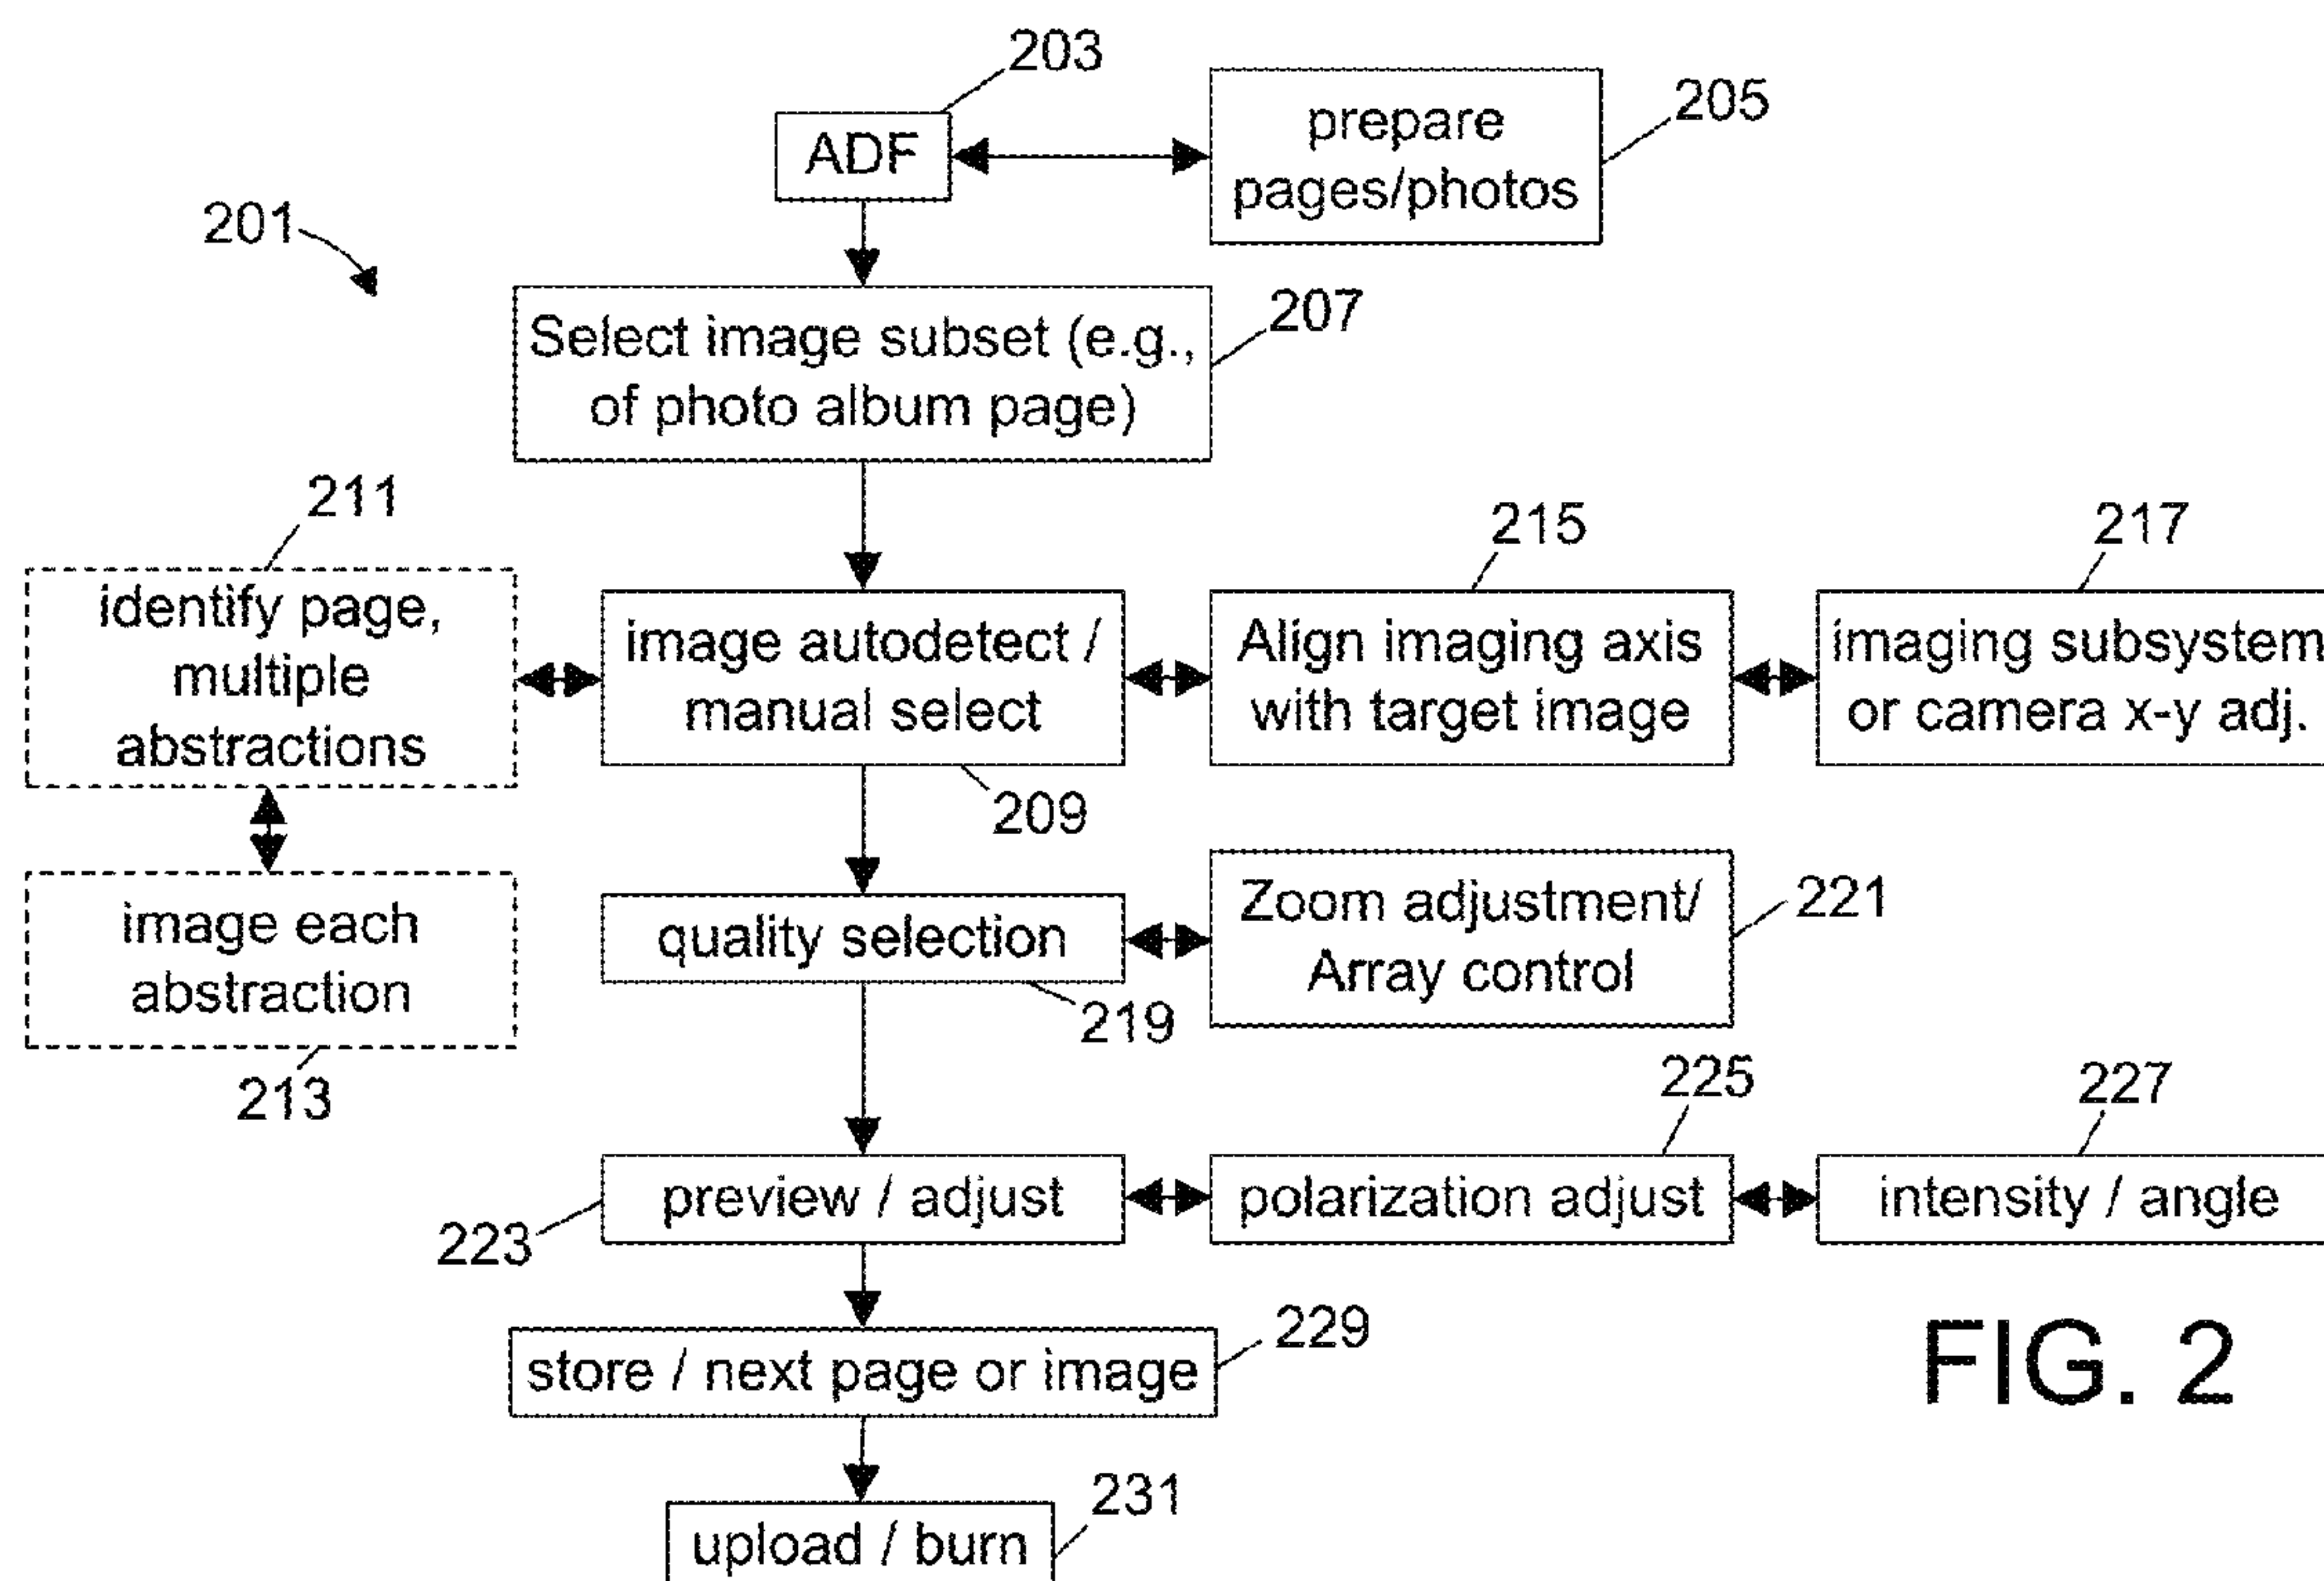 203
ADF
prepare
pages/photos
205
201
Select image subset (e.g.,
of photo album page)
207
211
identify page,
multiple
abstractions
image autodetect /
manual select
209
215
Align imaging axis
with target image
217
imaging subsystem
or camera x-y adj.
image each
abstraction
213
quality selection
219
Zoom adjustment/
Array control
221
preview / adjust
223
225
polarization adjust
227
intensity / angle
store / next page or image
229
FIG. 2
upload / burn
231